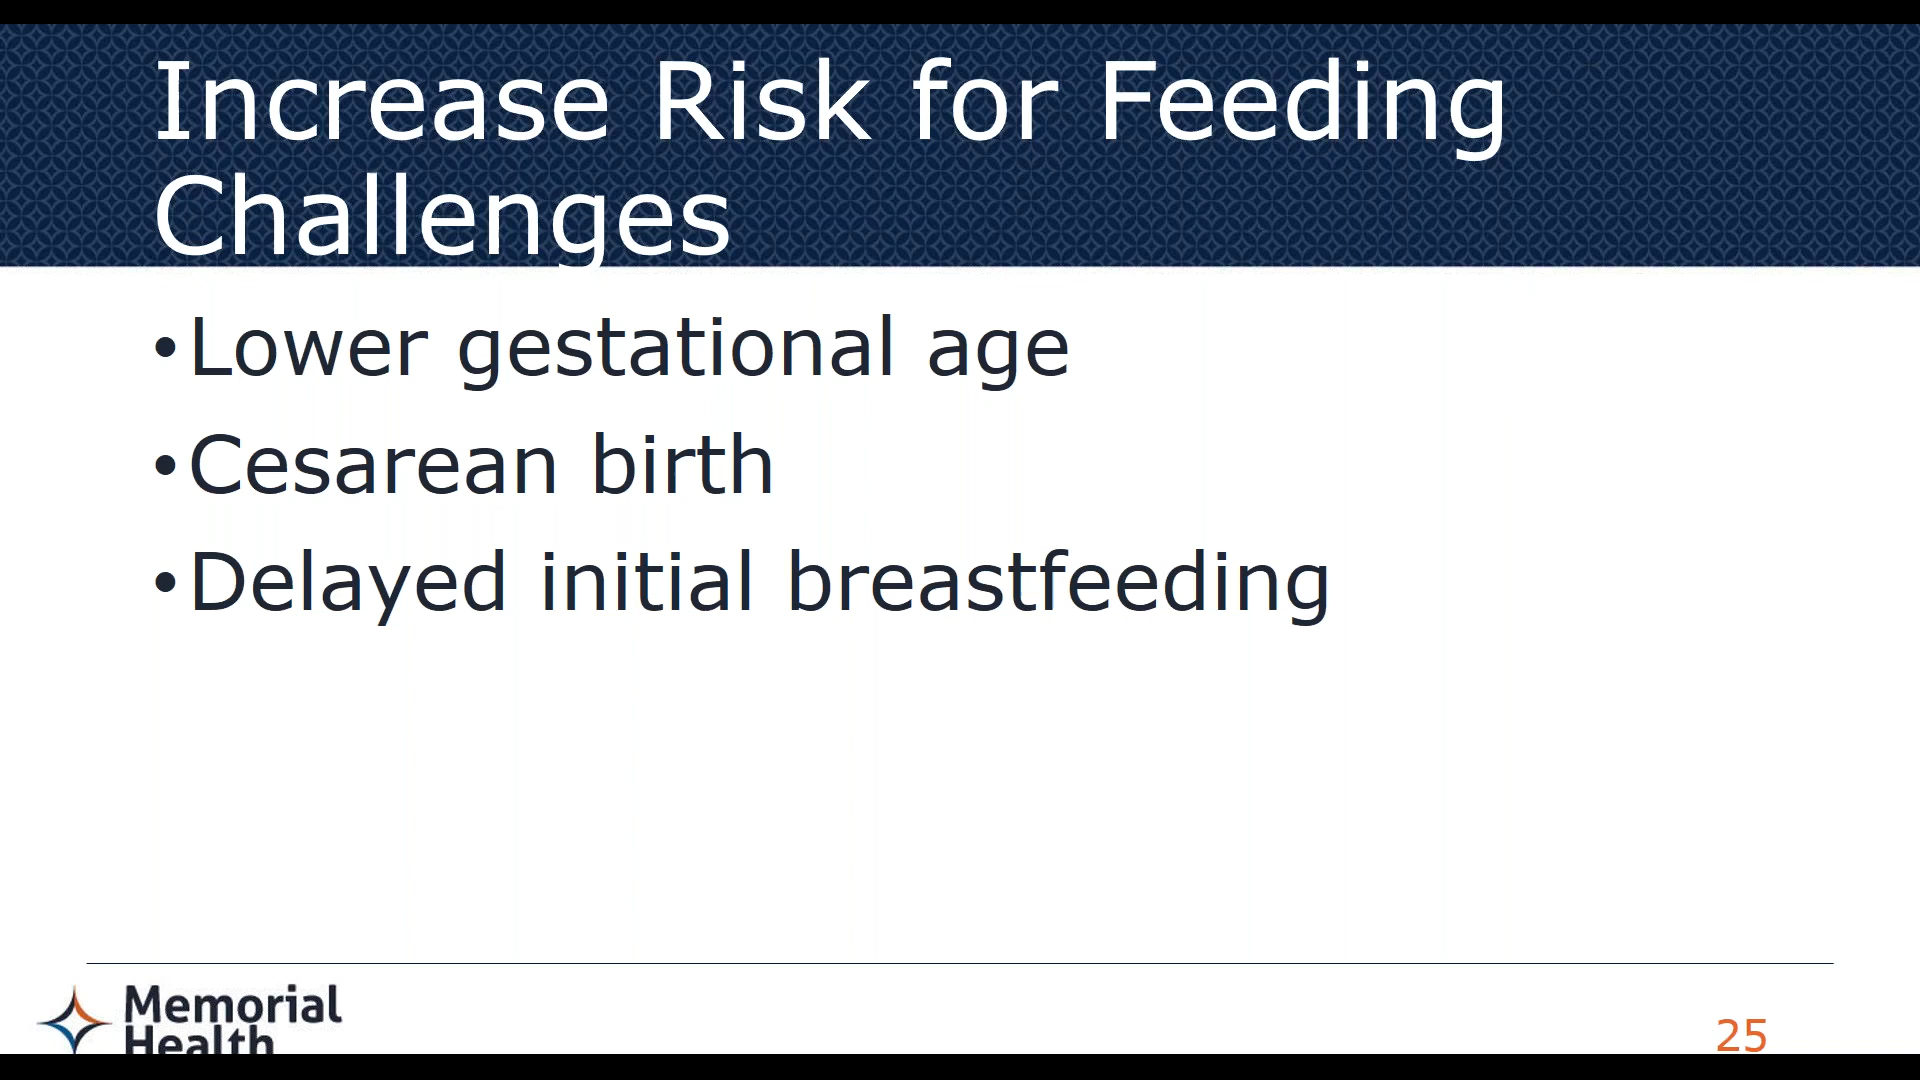 Increase Risk for Feeding
Challenges
•Lower gestational age
•Cesarean birth
•Delayed initial breastfeeding
Memorial
Health
25